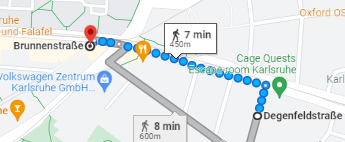 Oxford OS
und Falafel
Brunnenstraße
7 min
450m
Cage Quests
Escape room Karlsruhe
Volkswagen Zentrum
Karlsruhe GmbH...
Degenfeldstraße
8 min
600m